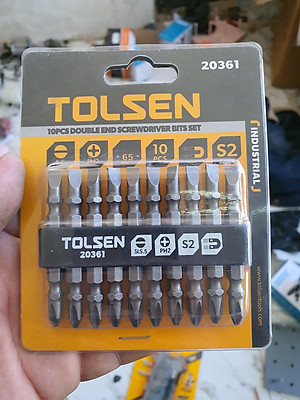 20361
TOLSEN
10PCS DOUBLE END SCREWDRIVER BITS SET
PH2
65
10 PCS
S2
INDUSTRIAL
TOLSEN
20361
SL5.5
PH2
S2
www.tolsentools.com